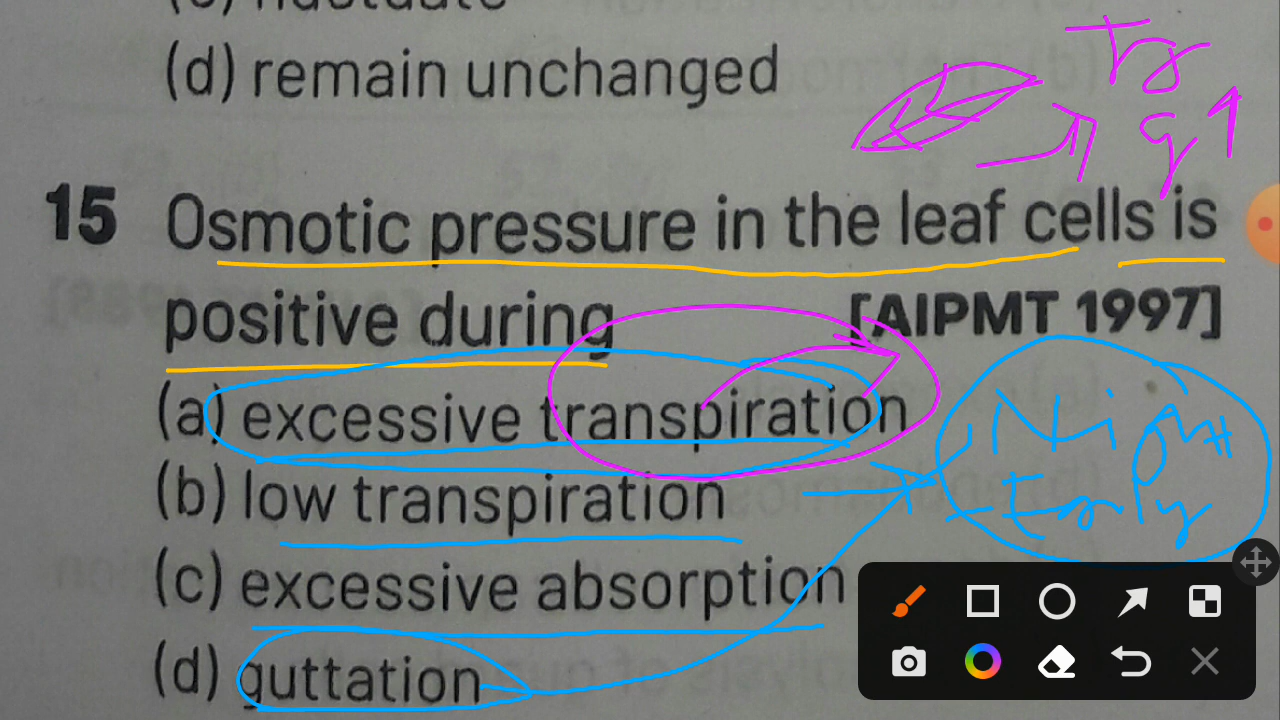 (d) remain unchanged
15 Osmotic pressure in the leaf cells is
positive during [AIPMT 1997]
(a) excessive transpiration
(b) low transpiration
(c) excessive absorption
(d) guttation
Night